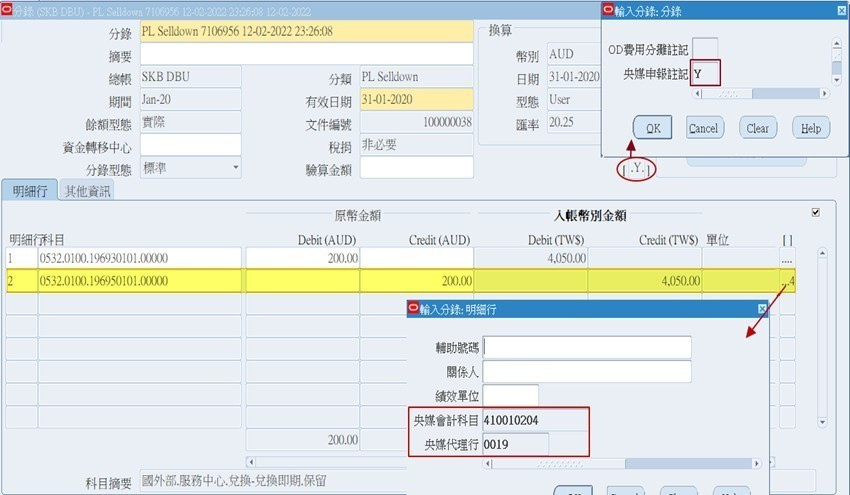 分錄 (SKB DBU) - PL Selldown 7106956 12-02-2022 23:26:08 12-02-2022
分錄 PL Selldown 7106956 12-02-2022 23:26:08
摘要
總帳 SKB DBU 分類 PL Selldown
期間 Jan-20 有效日期 31-01-2020
餘額型態 實際 文件編號 100000038
資金轉移中心 稅捐 非必要
分錄型態 標準 驗算金額
換算
幣別 AUD
日期 31-01-2020
型態 User
匯率 20.25
輸入分錄: 分錄
OD費用分攤註記
央媒申報註記 Y
OK Cancel Clear Help
[ .Y. ]
明細行 其他資訊
原幣金額 入帳幣別金額
明細行科目 Debit (AUD) Credit (AUD) Debit (TW$) Credit (TW$) 單位 [ ]
1 0532.0100.196930101.00000 200.00 4,050.00 ....
2 0532.0100.196950101.00000 200.00 4,050.00 ...4
輸入分錄: 明細行
輔助號碼
關係人
績效單位
央媒會計科目 410010204
央媒代理行 0019
200.00
科目摘要 國外部.服務中心.兌換-兌換即期.保留